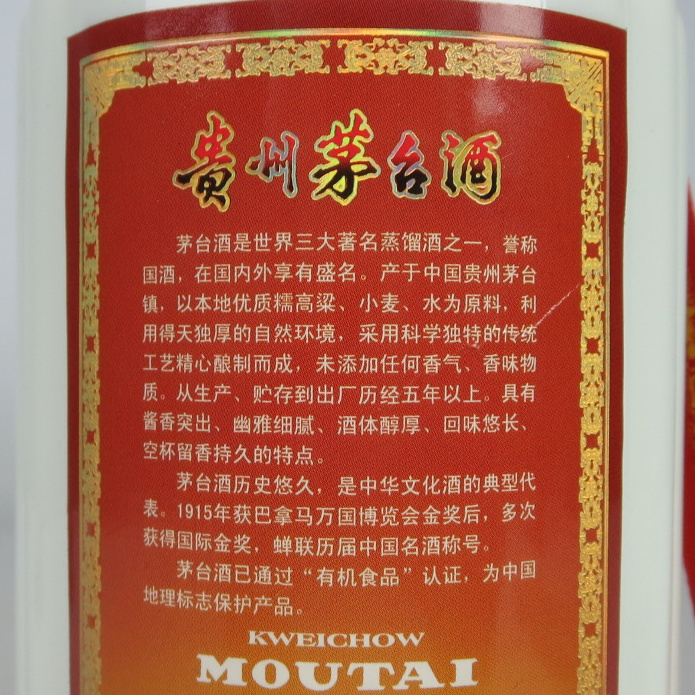 贵州茅台酒
茅台酒是世界三大著名蒸馏酒之一，誉称
国酒，在国内外享有盛名。产于中国贵州茅台
镇，以本地优质糯高粱、小麦、水为原料，利
用得天独厚的自然环境，采用科学独特的传统
工艺精心酿制而成，未添加任何香气、香味物
质。从生产、贮存到出厂历经五年以上。具有
酱香突出、幽雅细腻、酒体醇厚、回味悠长、
空杯留香持久的特点。
茅台酒历史悠久，是中华文化酒的典型代
表。1915年获巴拿马万国博览会金奖后，多次
获得国际金奖，蝉联历届中国名酒称号。
茅台酒已通过“有机食品”认证，为中国
地理标志保护产品。
KWEICHOW
MOUTAI